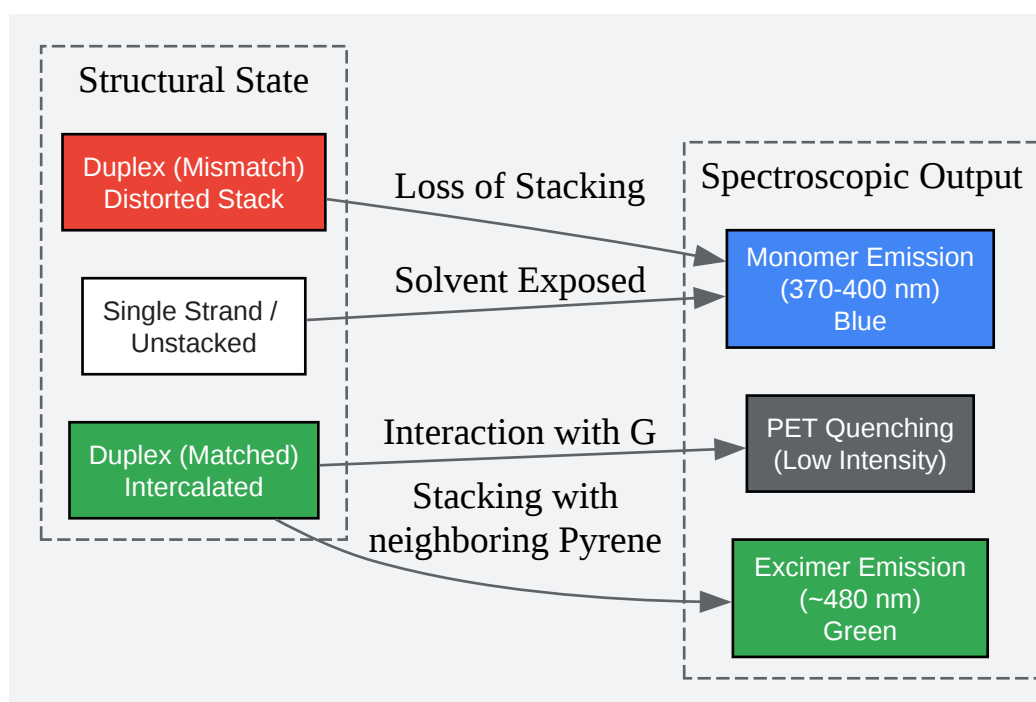 Structural State
Duplex (Mismatch)
Distorted Stack
Single Strand /
Unstacked
Duplex (Matched)
Intercalated
Loss of Stacking
Solvent Exposed
Interaction with G
Stacking with
neighboring Pyrene
Spectroscopic Output
Monomer Emission
(370-400 nm)
Blue
PET Quenching
(Low Intensity)
Excimer Emission
(~480 nm)
Green